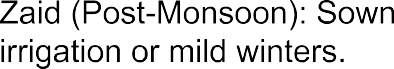 Zaid (Post-Monsoon): Sown
irrigation or mild winters.